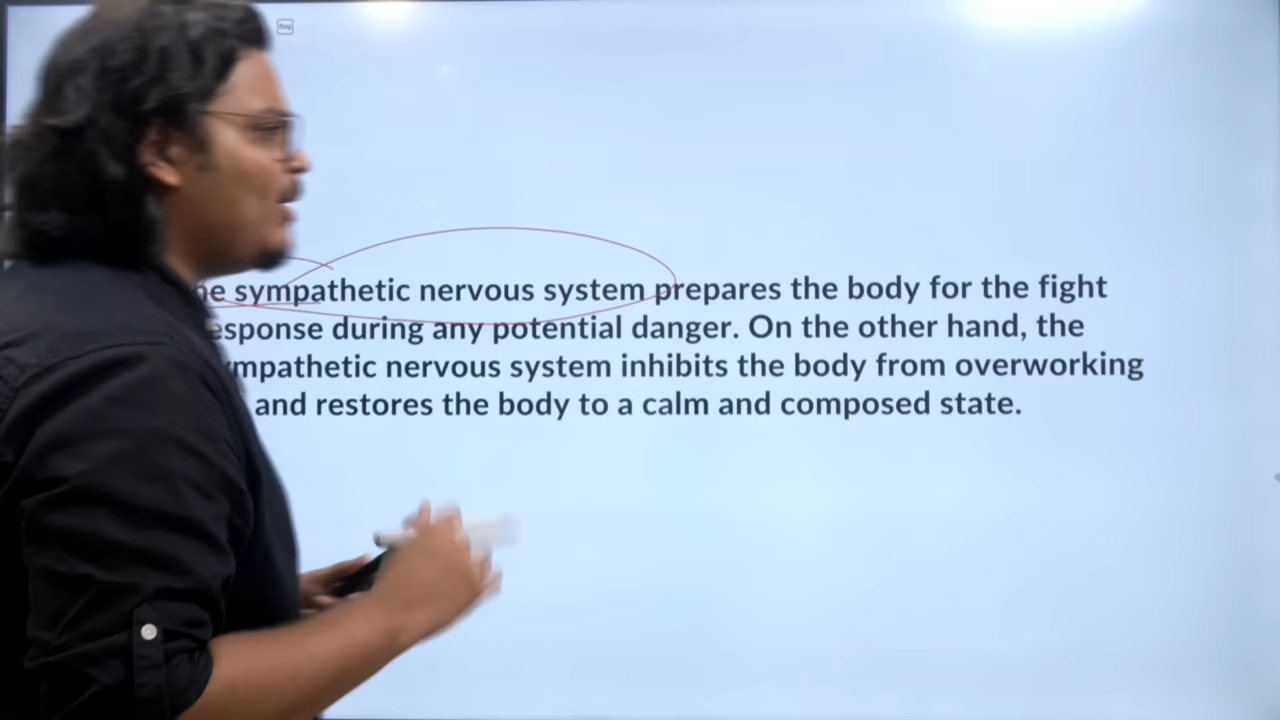 he sympathetic nervous system prepares the body for the fight
esponse during any potential danger. On the other hand, the
mpathetic nervous system inhibits the body from overworking
and restores the body to a calm and composed state.